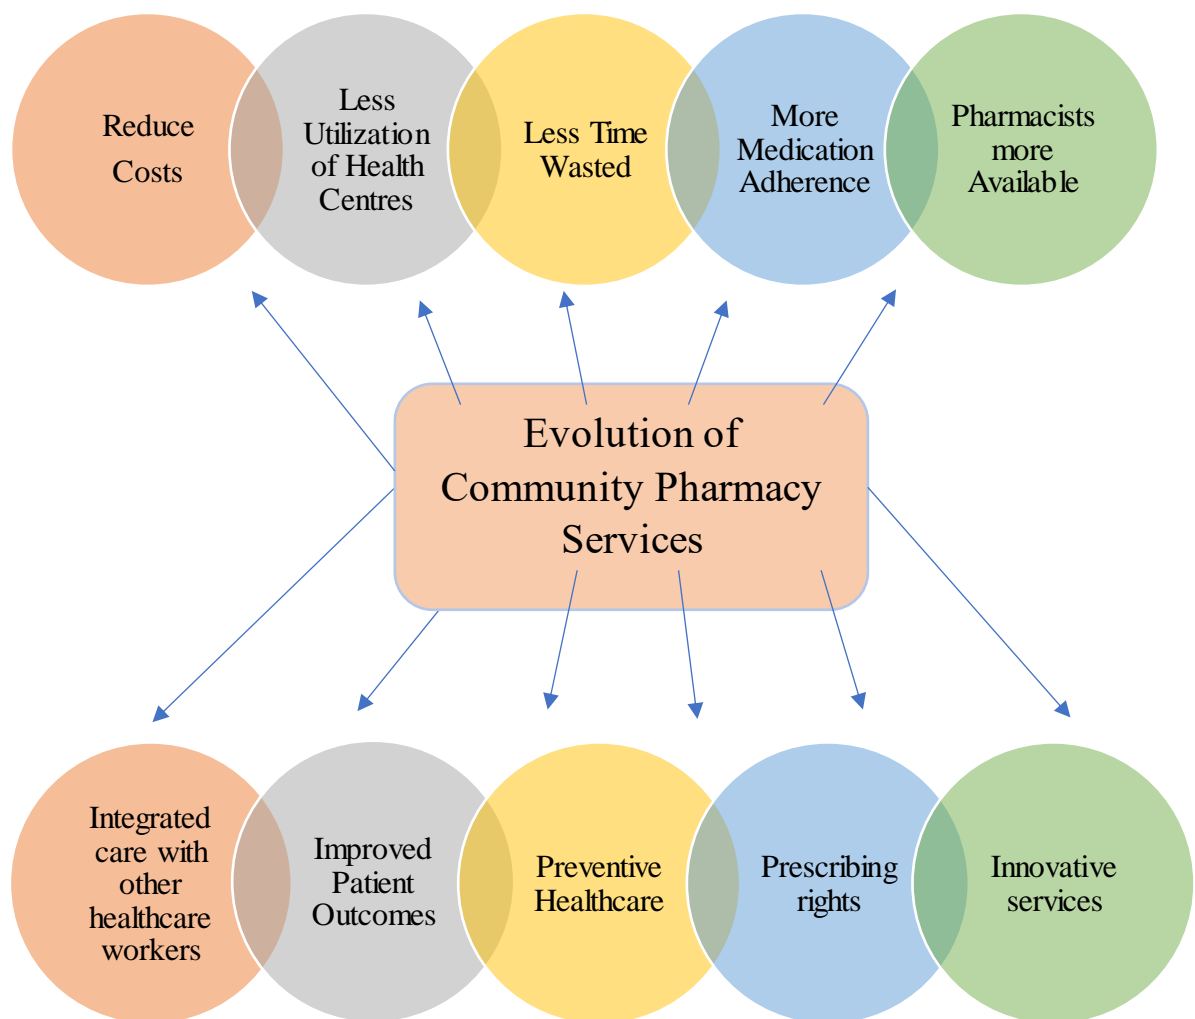 Reduce
Costs
Less
Utilization
of Health
Centres
Less Time
Wasted
More
Medication
Adherence
Pharmacists
more
Available
Evolution of
Community Pharmacy
Services
Integrated
care with
other
healthcare
workers
Improved
Patient
Outcomes
Preventive
Healthcare
Prescribing
rights
Innovative
services